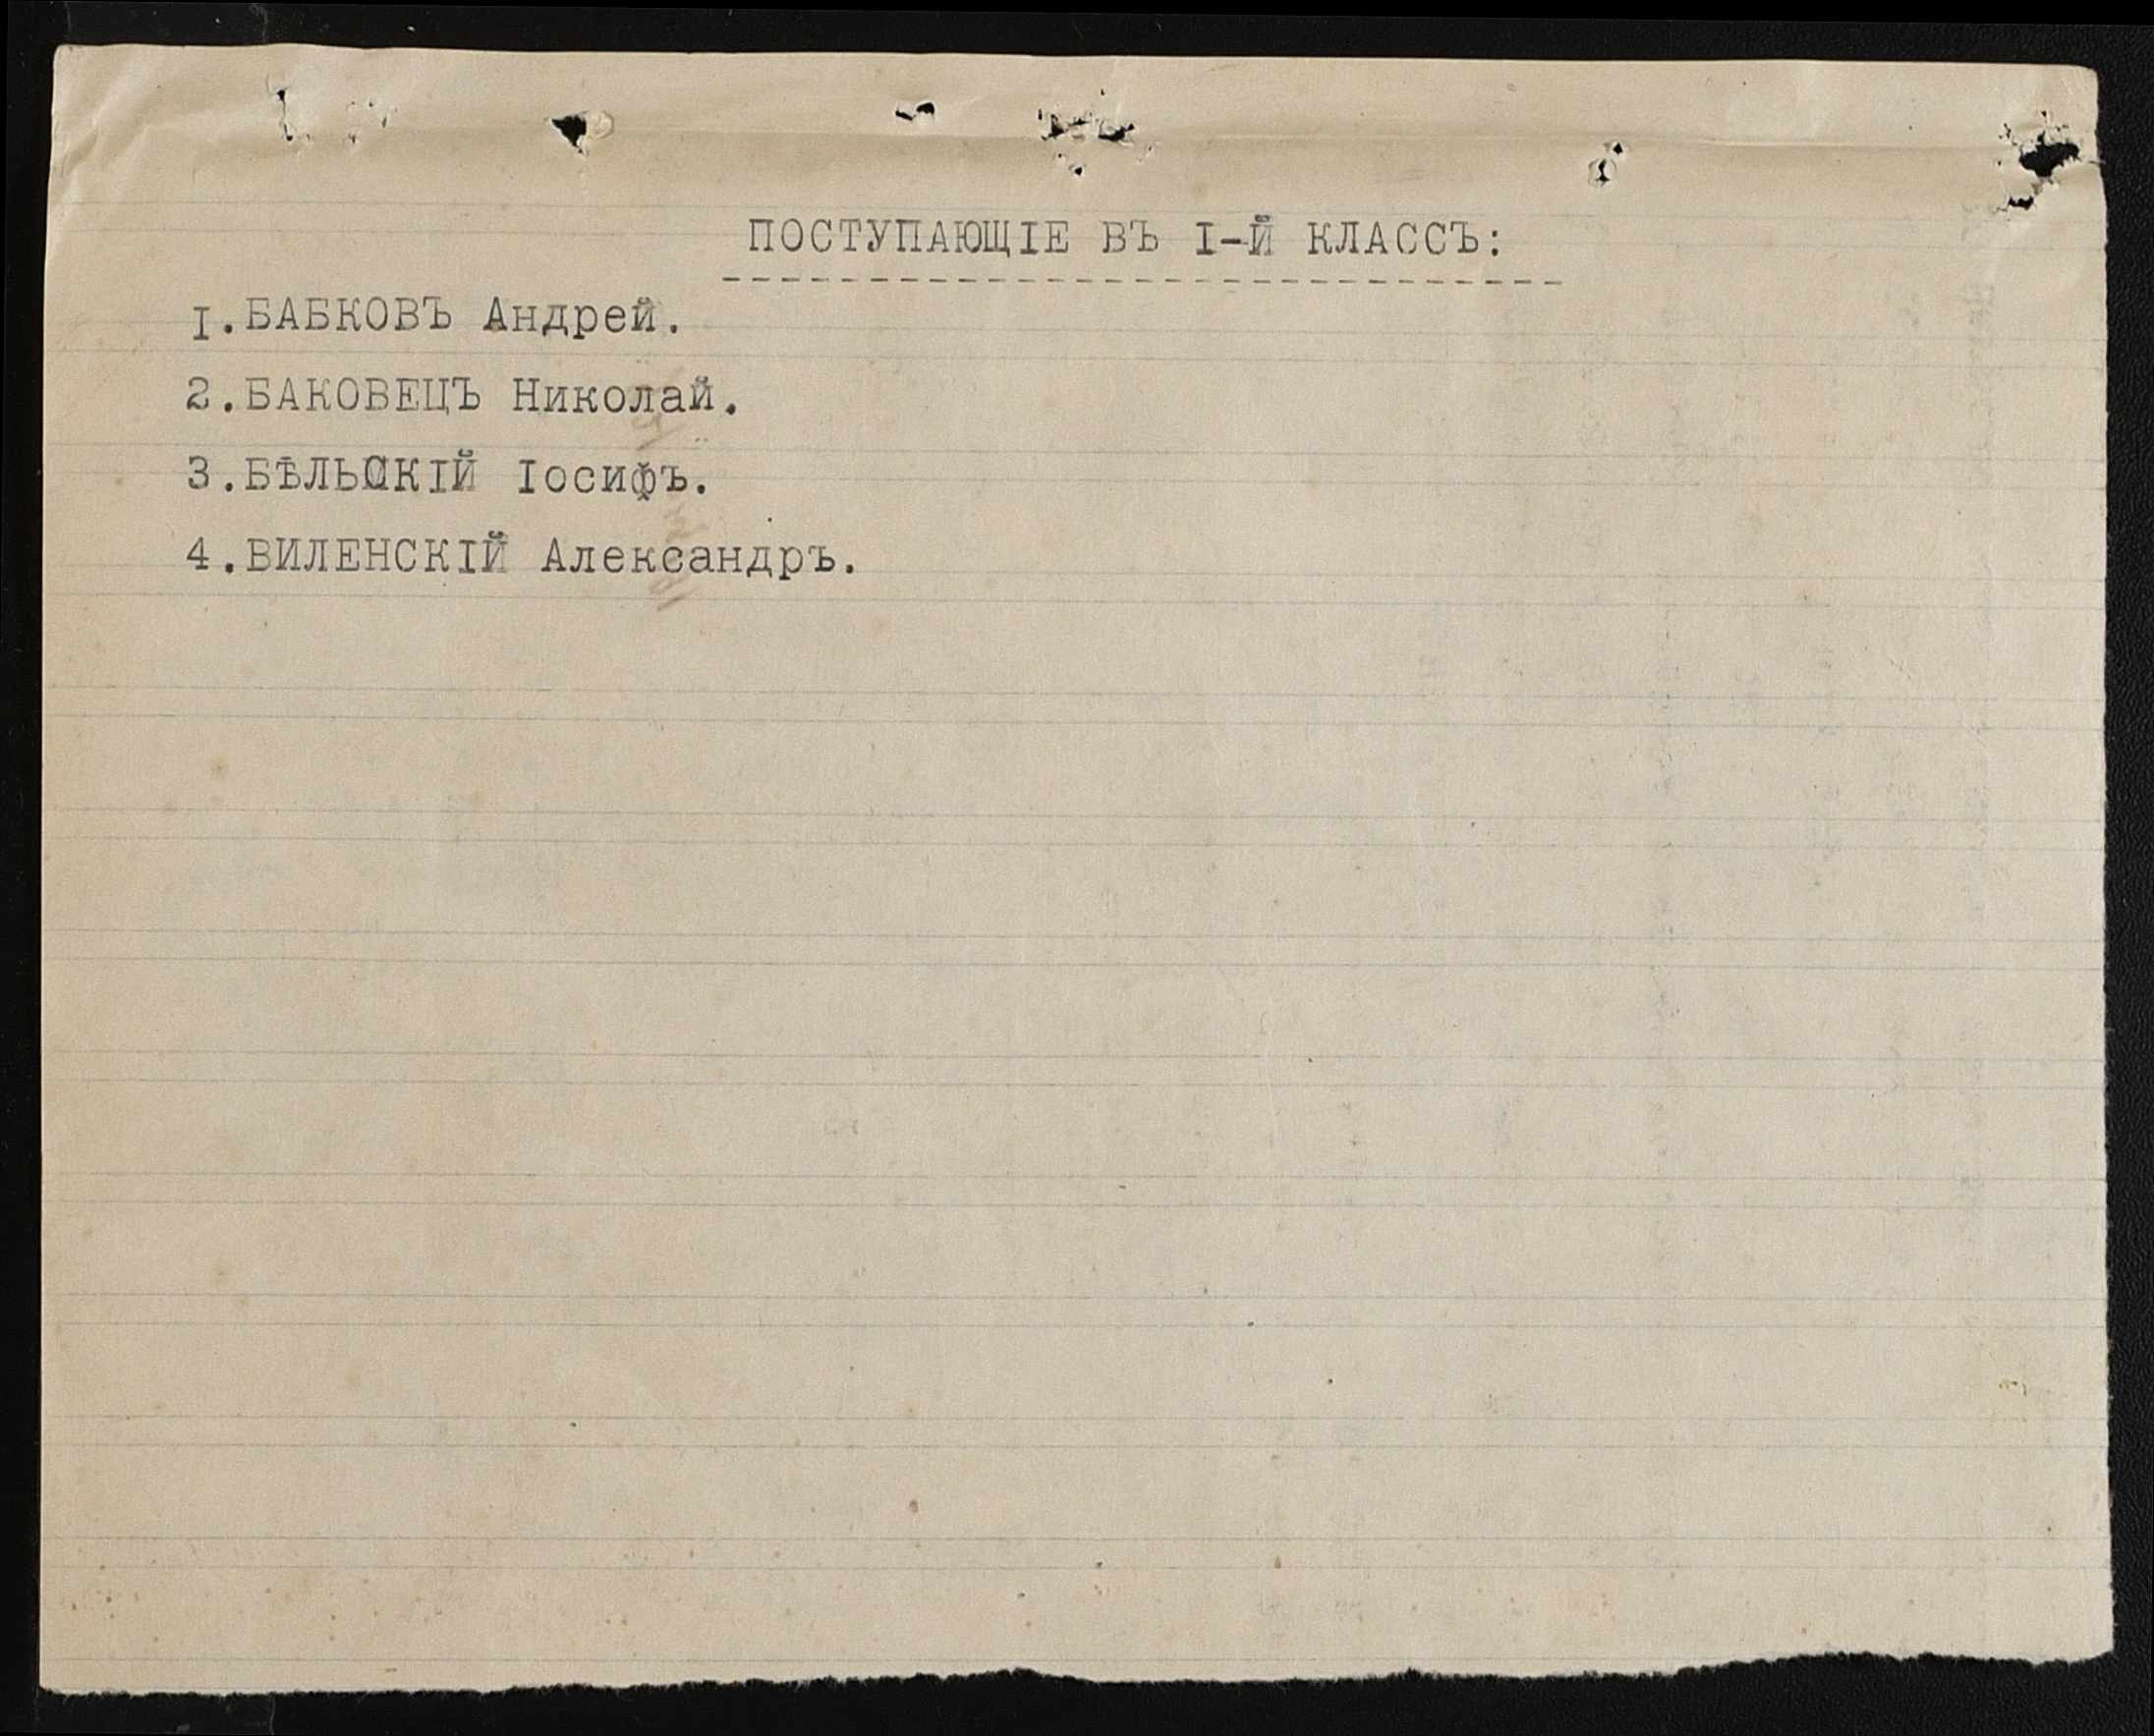 ПОСТУПАЮЩІЕ ВЪ I-Й КЛАССЪ:
I.БАБКОВЪ Андрей.
2.БАКОВЕЦЪ Николай.
3.БѢЛЬСКІЙ Іосифъ.
4.ВИЛЕНСКІЙ Александръ.